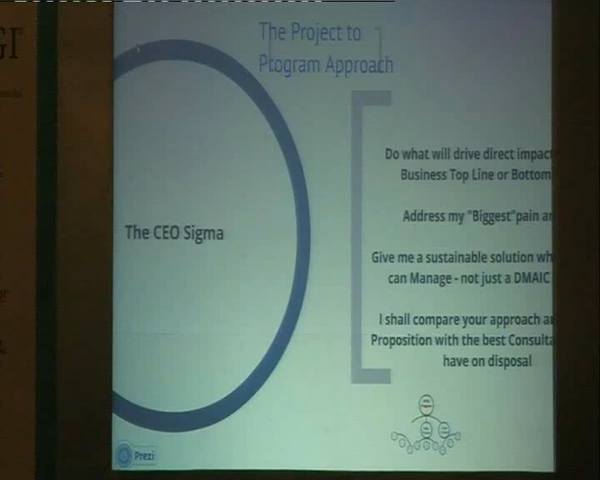 GI
The Project to
Program Approach
The CEO Sigma
Do what will drive direct impact
Business Top Line or Bottom
Address my "Biggest"pain
Give me a sustainable solution
can Manage - not just a DMAIC
I shall compare your approach
Proposition with the best
have on disposal
Prezi